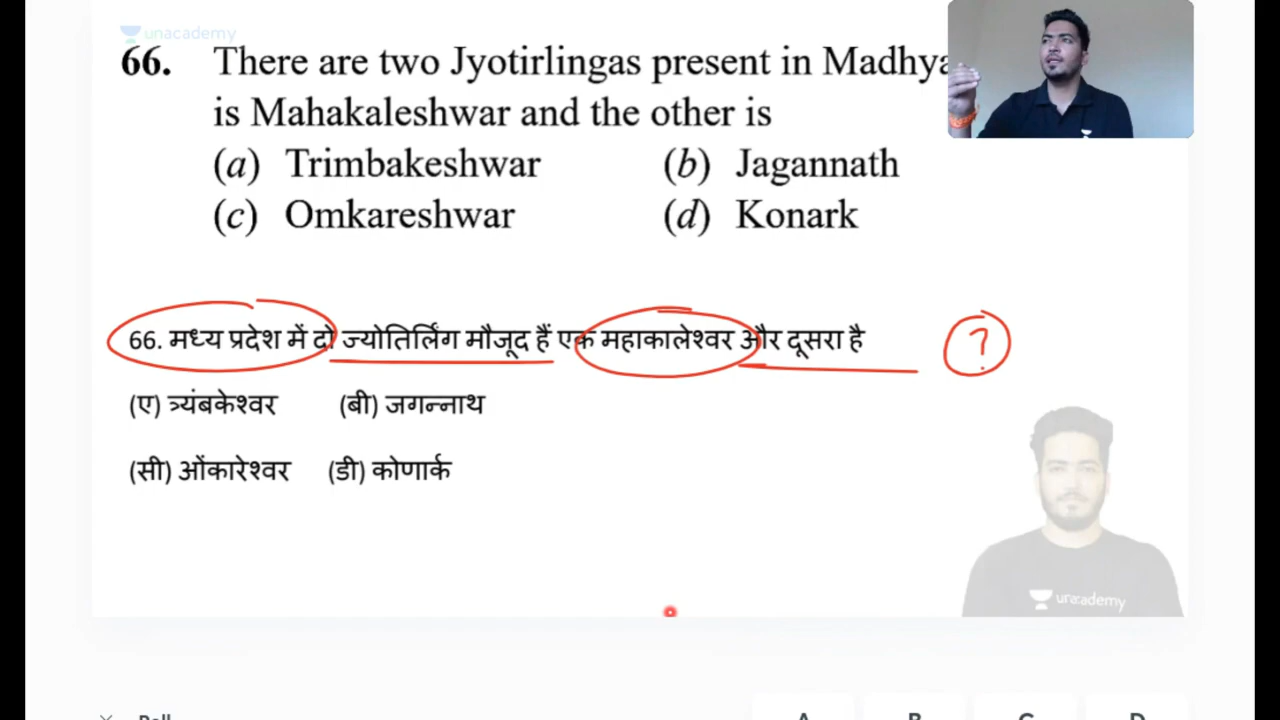 unacademy
66. There are two Jyotirlingas present in Madhya
is Mahakaleshwar and the other is
(a) Trimbakeshwar (b) Jagannath
(c) Omkareshwar (d) Konark
66. मध्य प्रदेश में दो ज्योतिर्लिंग मौजूद हैं एक महाकालेश्वर और दूसरा है ?
(ए) त्र्यंबकेश्वर (बी) जगन्नाथ
(सी) ओंकारेश्वर (डी) कोणार्क
unacademy
Poll A B C D